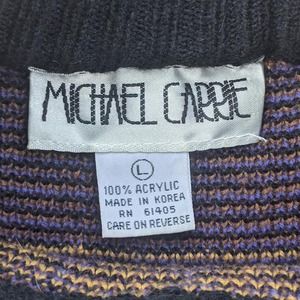 MICHAEL CARRIE
L
100% ACRYLIC
MADE IN KOREA
RN 61405
CARE ON REVERSE